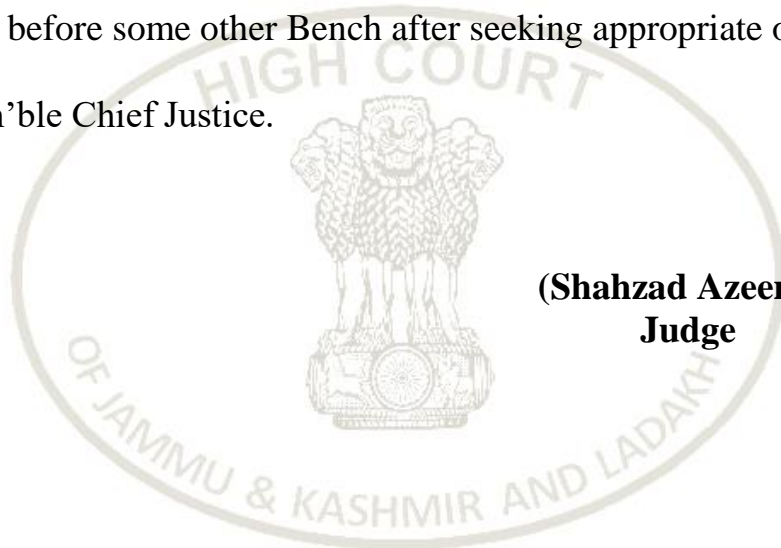 before some other Bench after seeking appropriate
n’ble Chief Justice.
HIGH COURT
(Shahzad Azeer
Judge
OF JAMMU & KASHMIR AND LADAKH